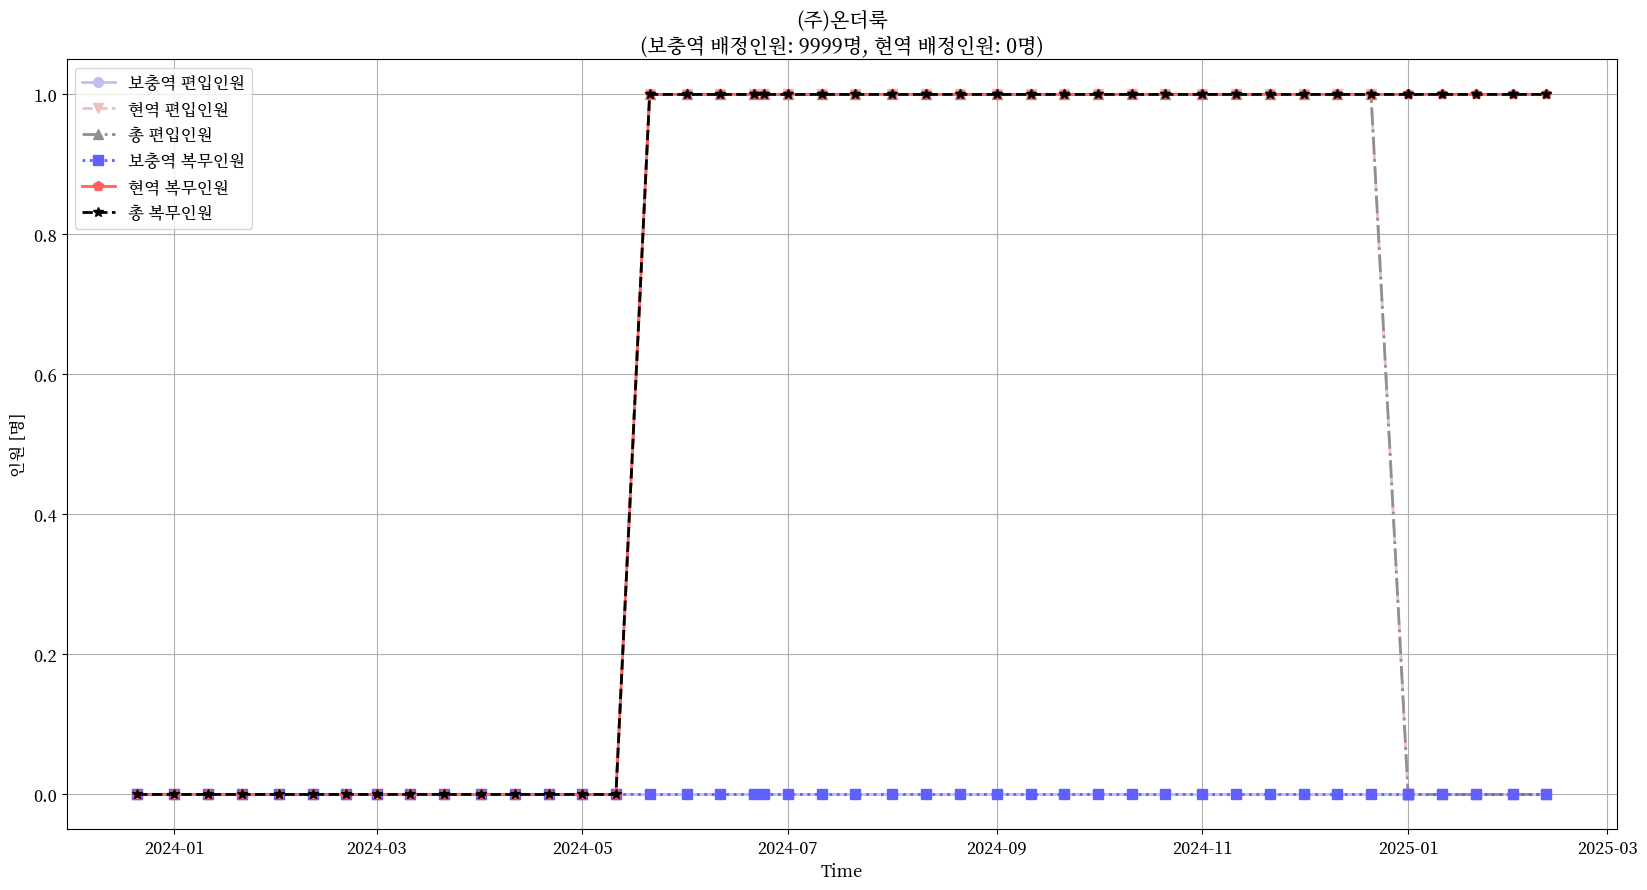 (주)온더룩
(보충역 배정인원: 9999명, 현역 배정인원: 0명)
보충역 편입인원
현역 편입인원
총 편입인원
보충역 복무인원
현역 복무인원
총 복무인원
1.0
0.8
0.6
0.4
0.2
0.0
인원 [명]
2024-01
2024-03
2024-05
2024-07
2024-09
2024-11
2025-01
2025-03
Time